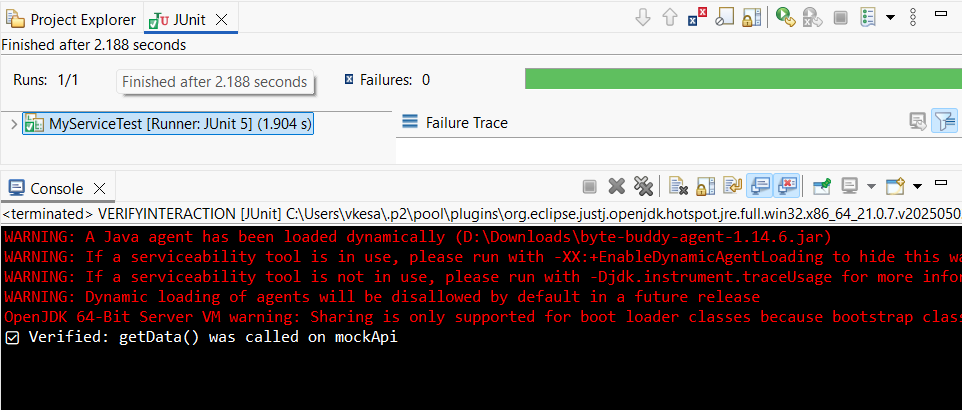 Project Explorer JUnit
Finished after 2.188 seconds
Runs: 1/1 Finished after 2.188 seconds Failures: 0
MyServiceTest [Runner: JUnit 5] (1.904 s) Failure Trace
Console
<terminated> VERIFYINTERACTION [JUnit] C:\Users\vkesa\.p2\pool\plugins\org.eclipse.justj.openjdk.hotspot.jre.full.win32.x86_64_21.0.7.v2025050
WARNING: A Java agent has been loaded dynamically (D:\Downloads\byte-buddy-agent-1.14.6.jar)
WARNING: If a serviceability tool is in use, please run with -XX:+EnableDynamicAgentLoading to hide this wa
WARNING: If a serviceability tool is not in use, please run with -Djdk.instrument.traceUsage for more infor
WARNING: Dynamic loading of agents will be disallowed by default in a future release
OpenJDK 64-Bit Server VM warning: Sharing is only supported for boot loader classes because bootstrap class
Verified: getData() was called on mockApi